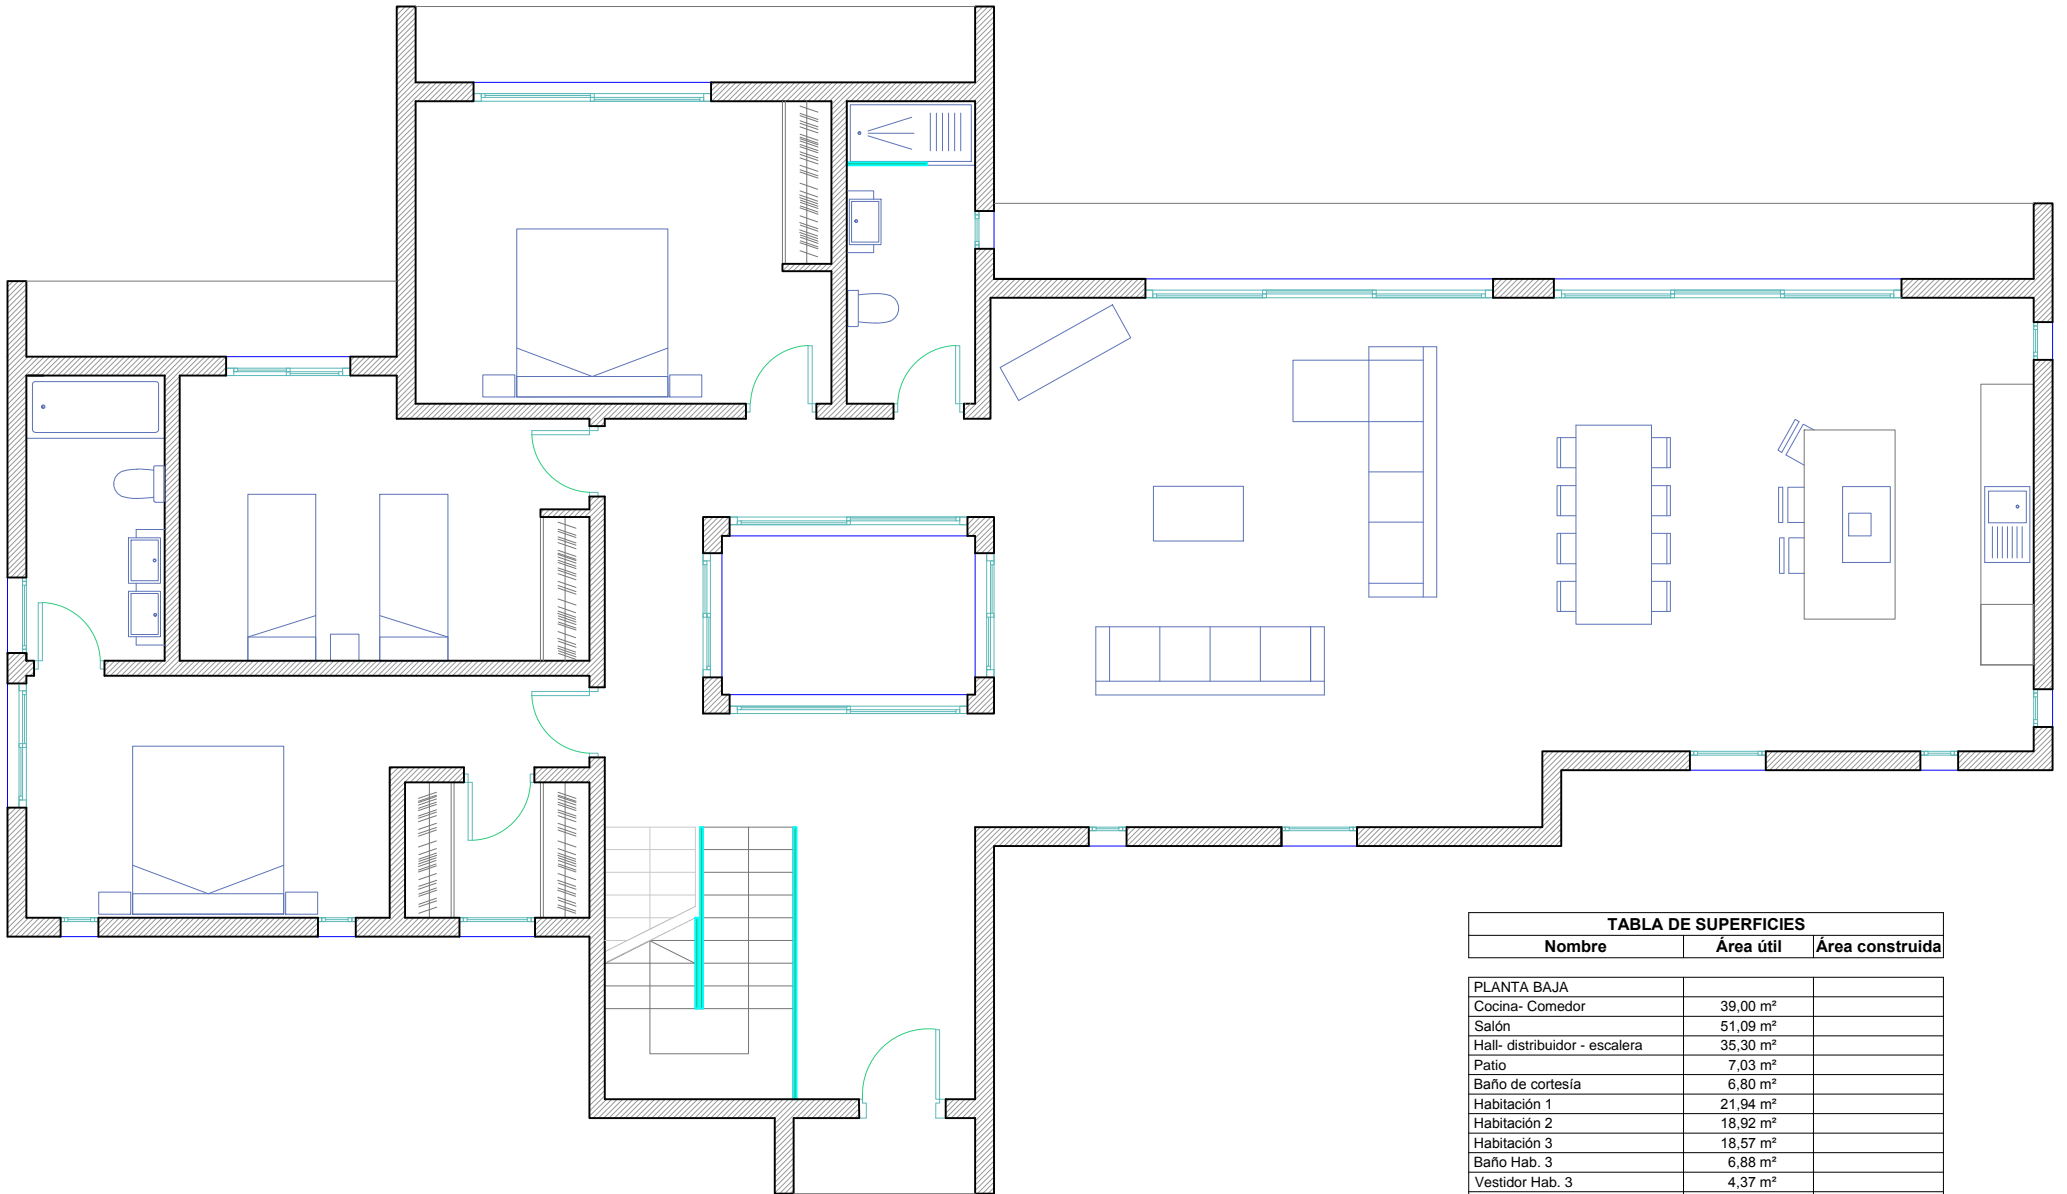 TABLA DE SUPERFICIES
Nombre Área útil Área construida
PLANTA BAJA
Cocina- Comedor 39,00 m²
Salón 51,09 m²
Hall- distribuidor - escalera 35,30 m²
Patio 7,03 m²
Baño de cortesía 6,80 m²
Habitación 1 21,94 m²
Habitación 2 18,92 m²
Habitación 3 18,57 m²
Baño Hab. 3 6,88 m²
Vestidor Hab. 3 4,37 m²